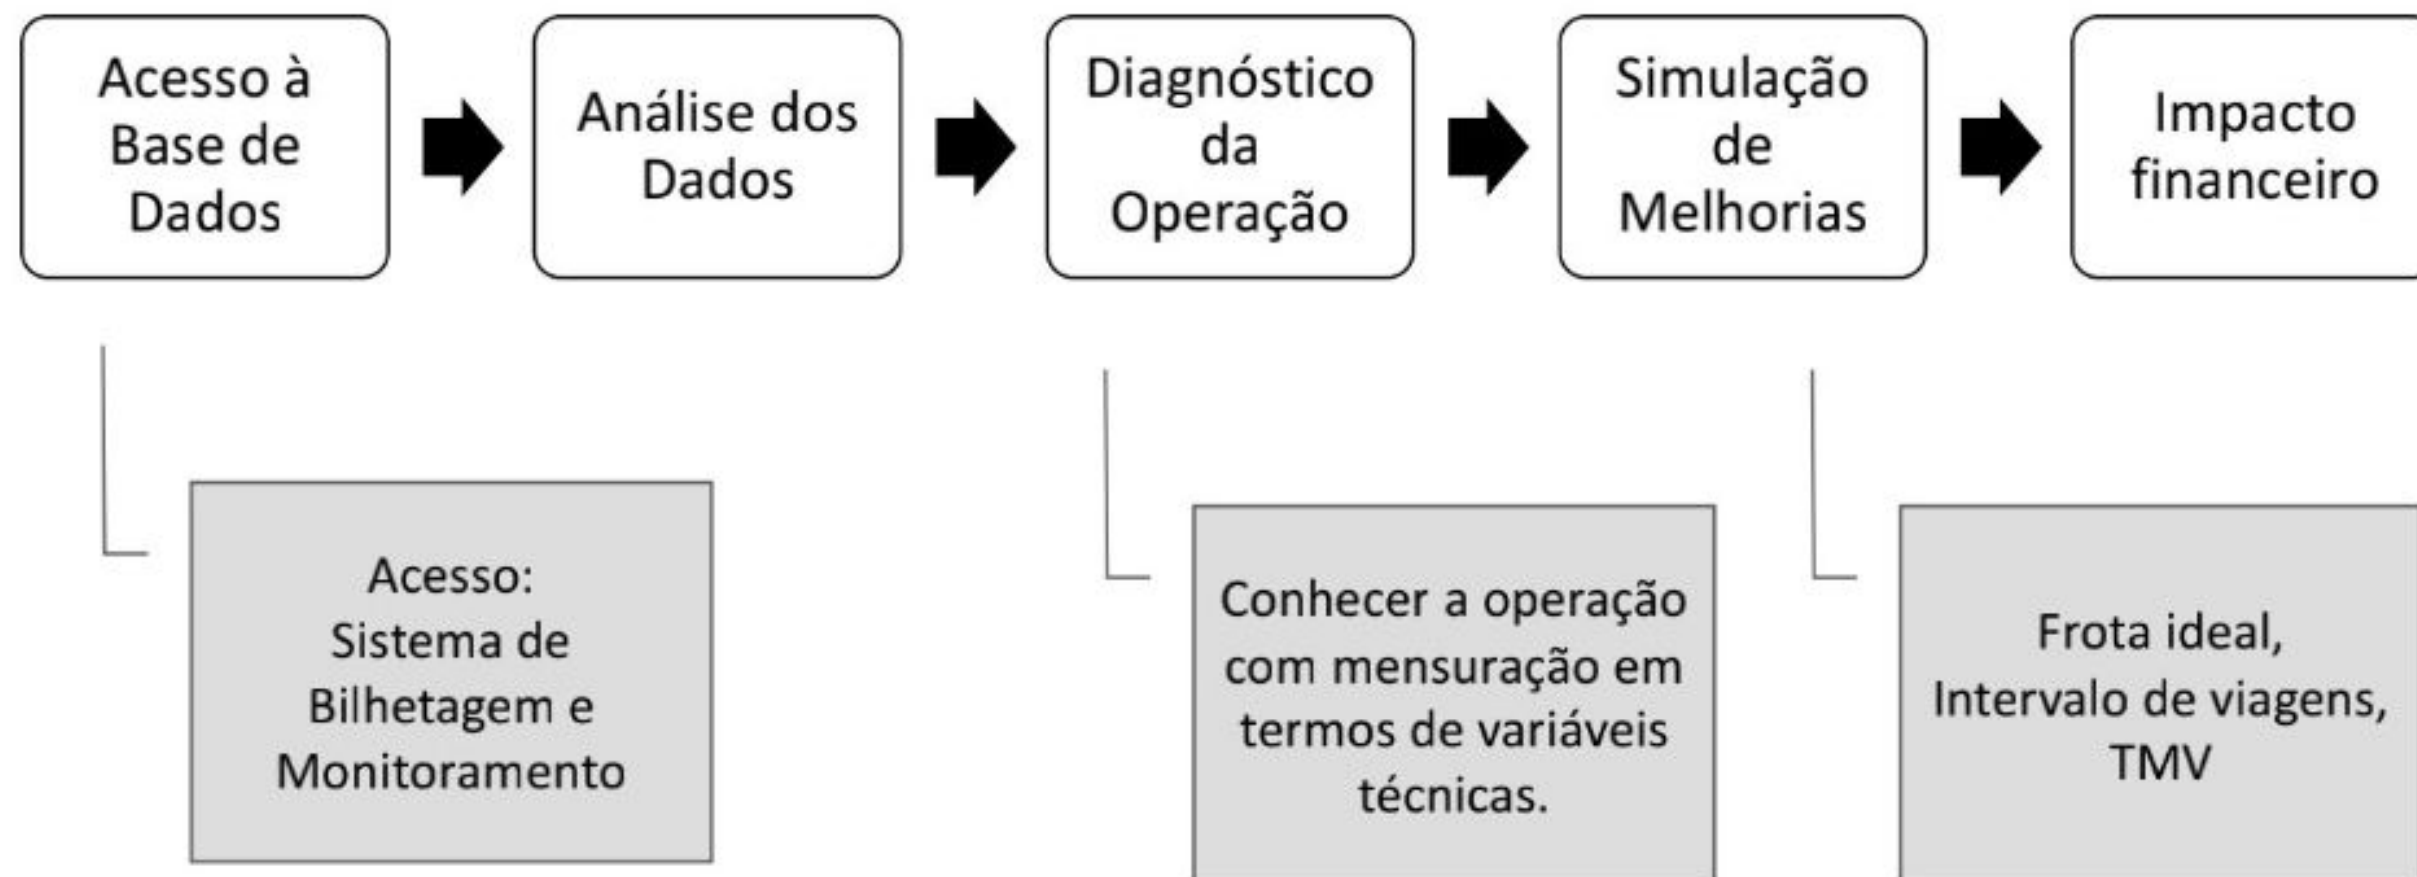 Acesso à
Base de
Dados
Análise dos
Dados
Diagnóstico
da
Operação
Simulação
de
Melhorias
Impacto
financeiro
Acesso:
Sistema de
Bilhetagem e
Monitoramento
Conhecer a operação
com mensuração em
termos de variáveis
técnicas.
Frota ideal,
Intervalo de viagens,
TMV